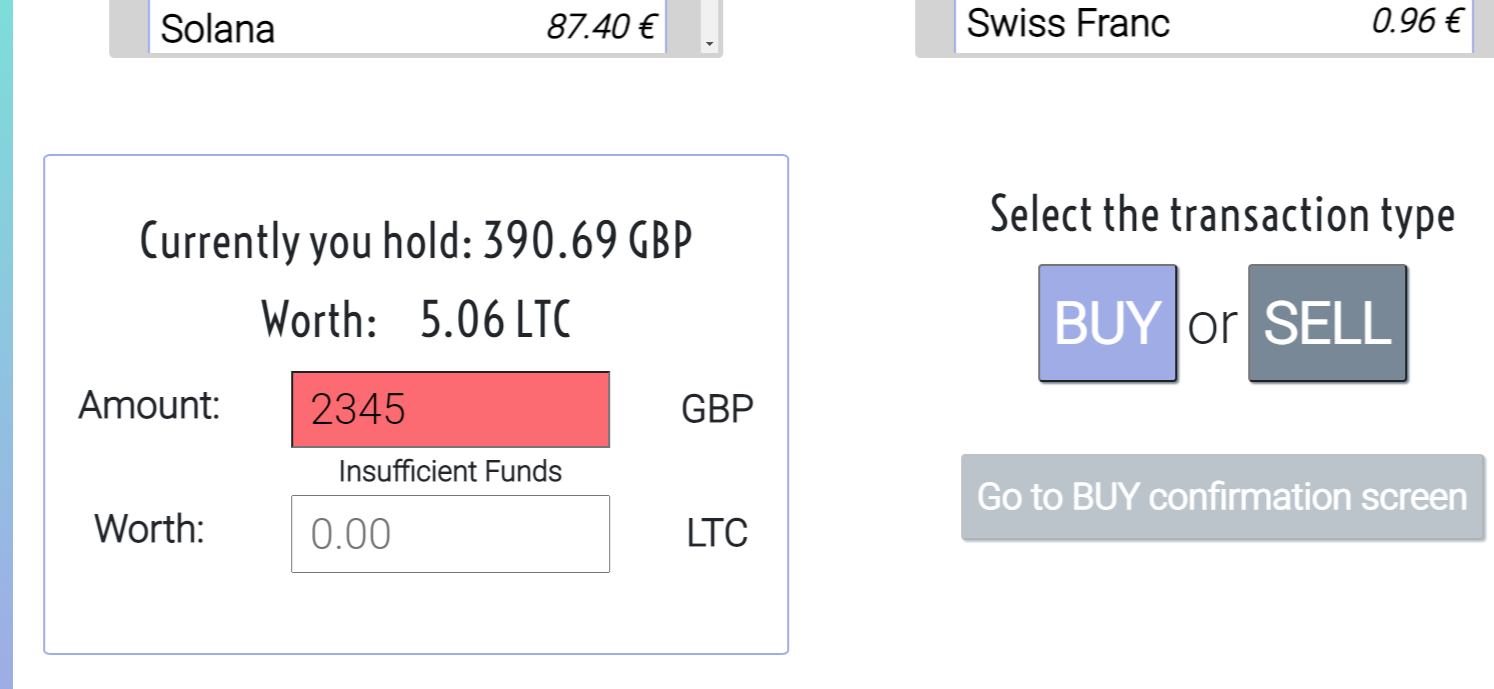 Solana 87.40 €
Swiss Franc 0.96 €
Currently you hold: 390.69 GBP
Worth: 5.06 LTC
Amount: 2345 GBP
Insufficient Funds
Worth: 0.00 LTC
Select the transaction type
BUY or SELL
Go to BUY confirmation screen